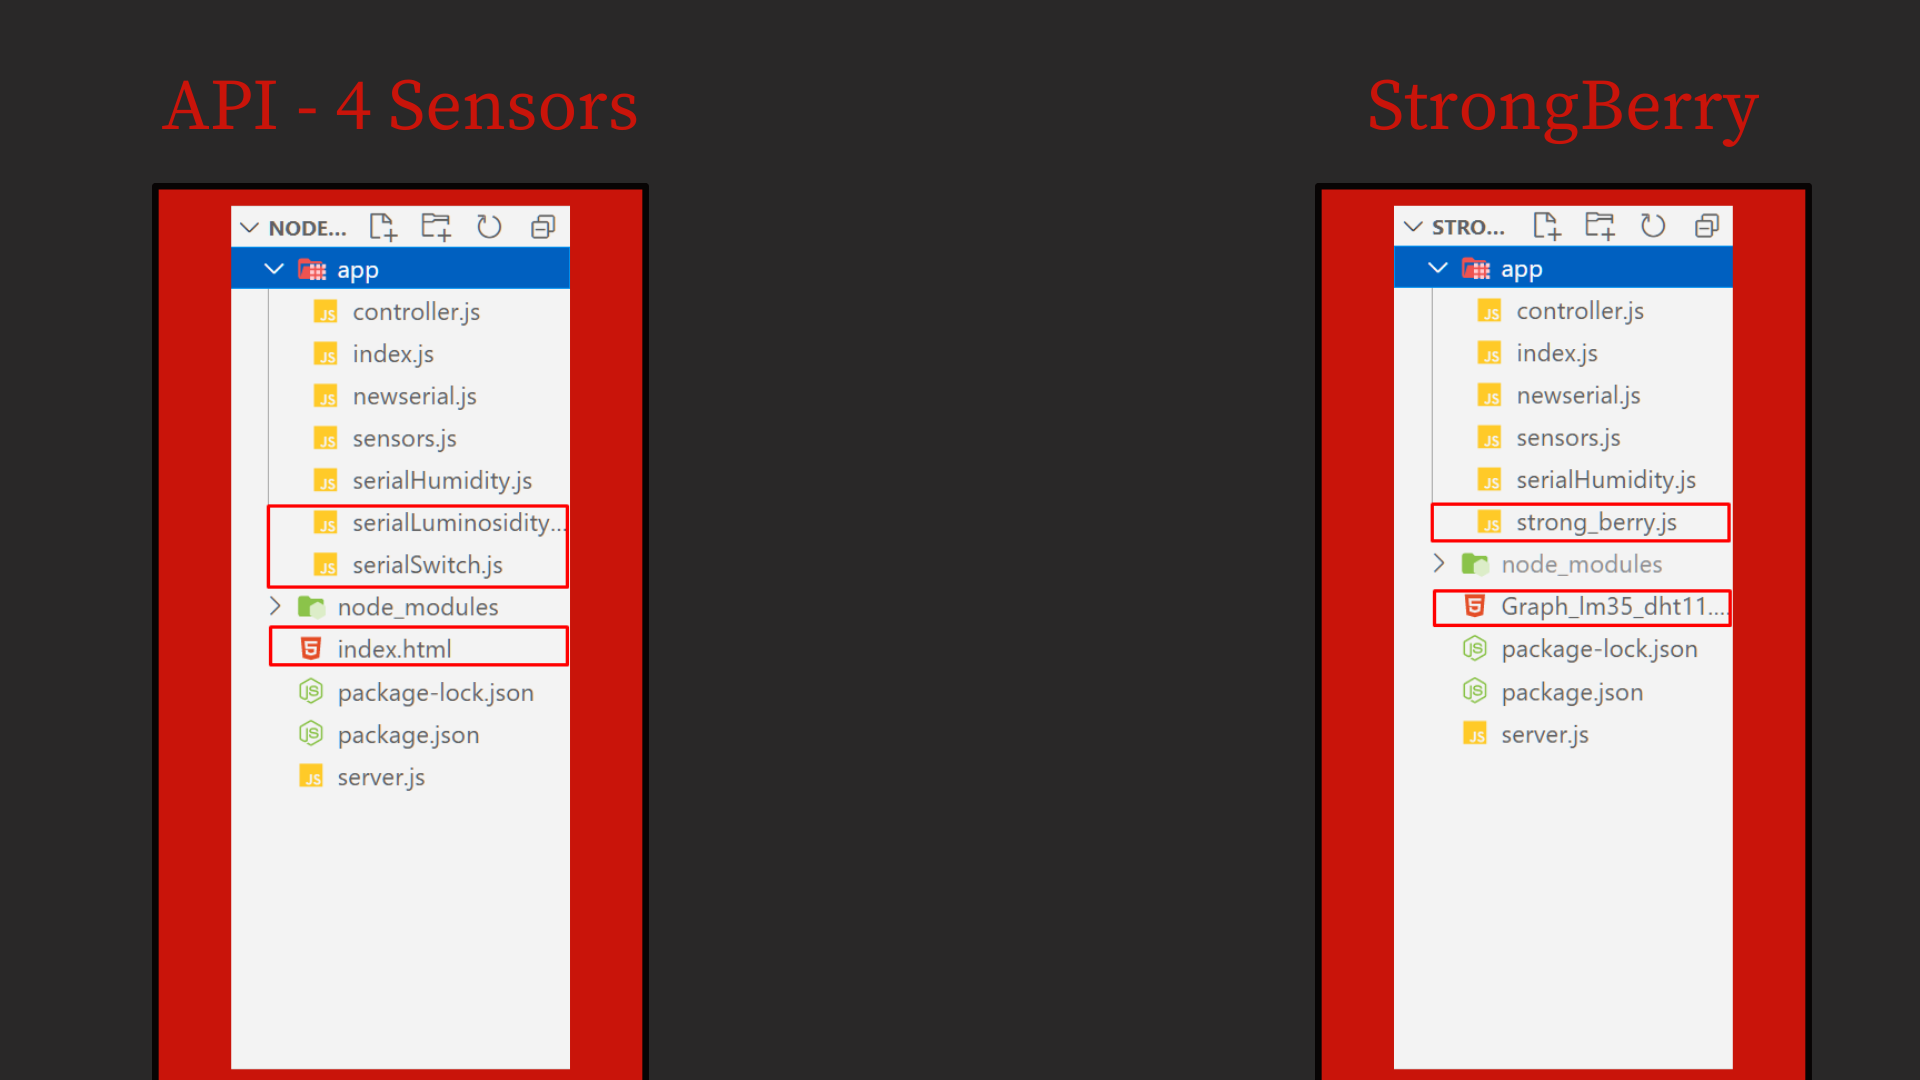 API - 4 Sensors
NODE...
app
controller.js
index.js
newserial.js
sensors.js
serialHumidity.js
serialLuminosidity...
serialSwitch.js
node_modules
index.html
package-lock.json
package.json
server.js
StrongBerry
STRO...
app
controller.js
index.js
newserial.js
sensors.js
serialHumidity.js
strong_berry.js
node_modules
Graph_lm35_dht11....
package-lock.json
package.json
server.js